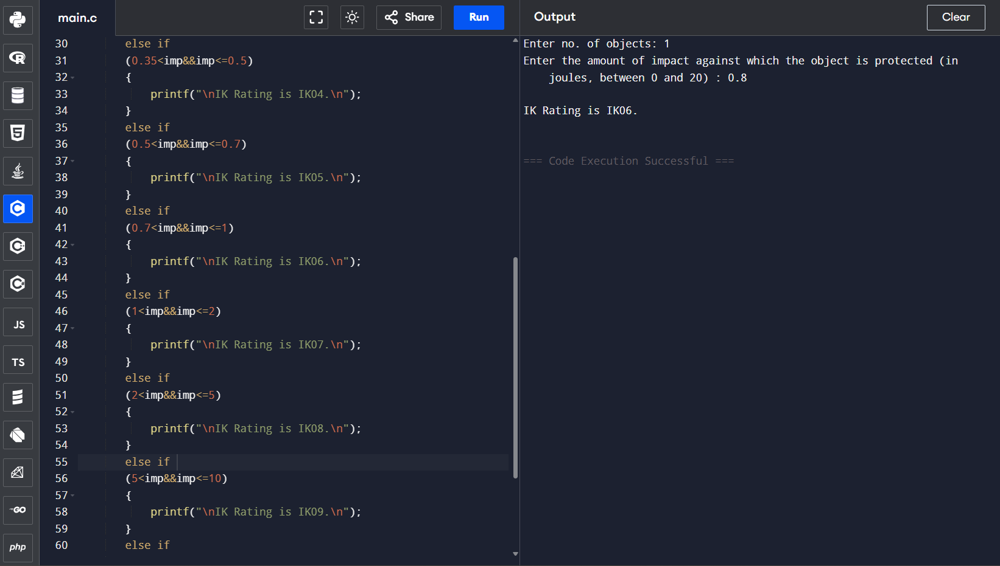 main.c
Share
Run
Output
Clear
30 else if
31 (0.35<imp&&imp<=0.5)
32 {
33 printf("\nIK Rating is IK04.\n");
34 }
35 else if
36 (0.5<imp&&imp<=0.7)
37 {
38 printf("\nIK Rating is IK05.\n");
39 }
40 else if
41 (0.7<imp&&imp<=1)
42 {
43 printf("\nIK Rating is IK06.\n");
44 }
45 else if
46 (1<imp&&imp<=2)
47 {
48 printf("\nIK Rating is IK07.\n");
49 }
50 else if
51 (2<imp&&imp<=5)
52 {
53 printf("\nIK Rating is IK08.\n");
54 }
55 else if
56 (5<imp&&imp<=10)
57 {
58 printf("\nIK Rating is IK09.\n");
59 }
60 else if
Enter no. of objects: 1
Enter the amount of impact against which the object is protected (in
joules, between 0 and 20) : 0.8
IK Rating is IK06.
=== Code Execution Successful ===
R
5
C
C++
C#
JS
TS
GO
php